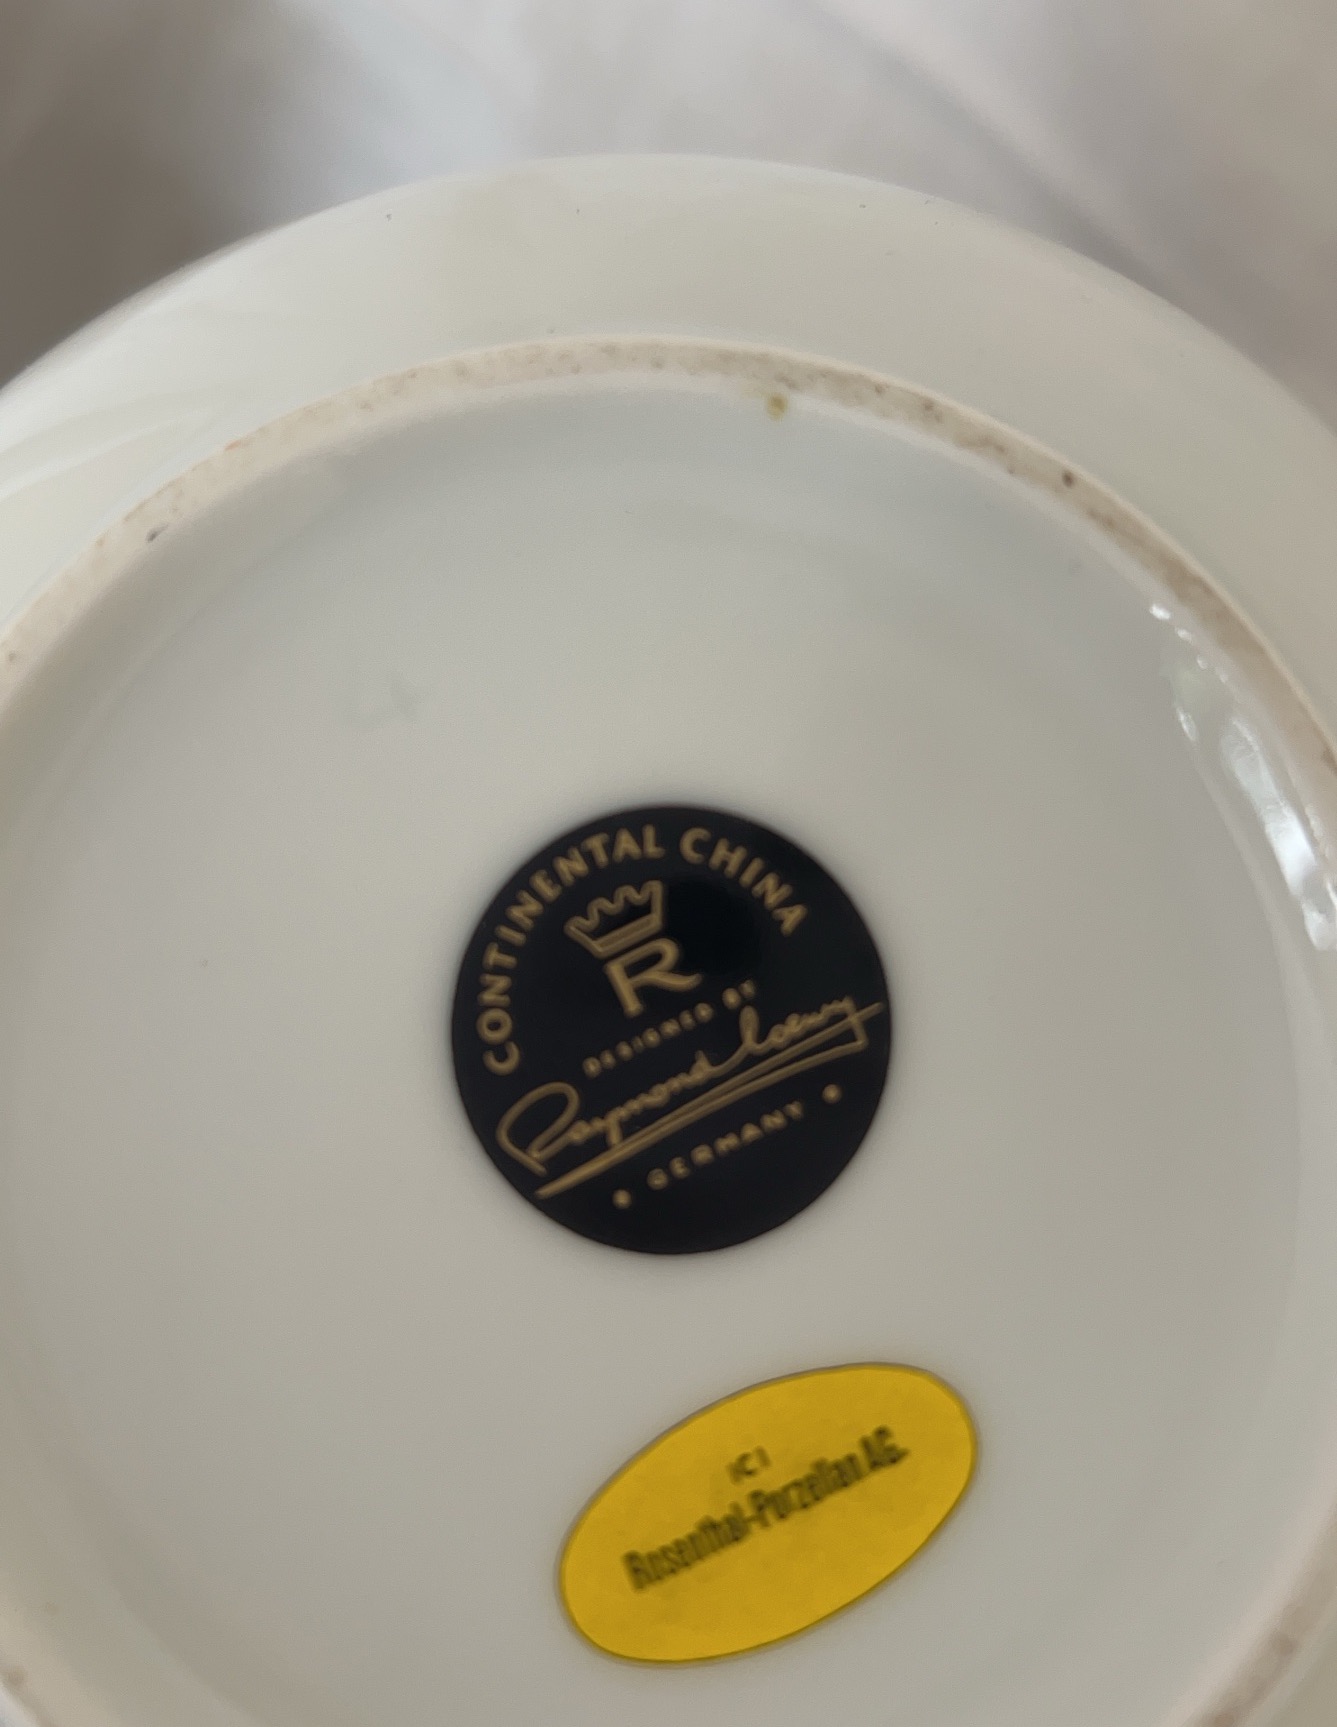 CONTINENTAL CHINA
R
DESIGNED BY
Raymond Loewy
GERMANY
Rosenthal-Porzellan AG.